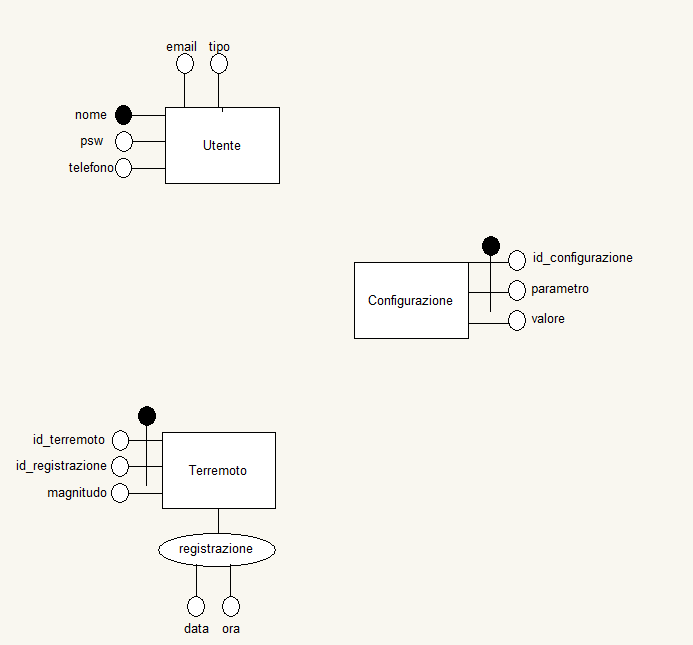 email tipo
nome
psw
telefono
Utente
id_configurazione
parametro
valore
Configurazione
id_terremoto
id_registrazione
magnitudo
Terremoto
registrazione
data ora